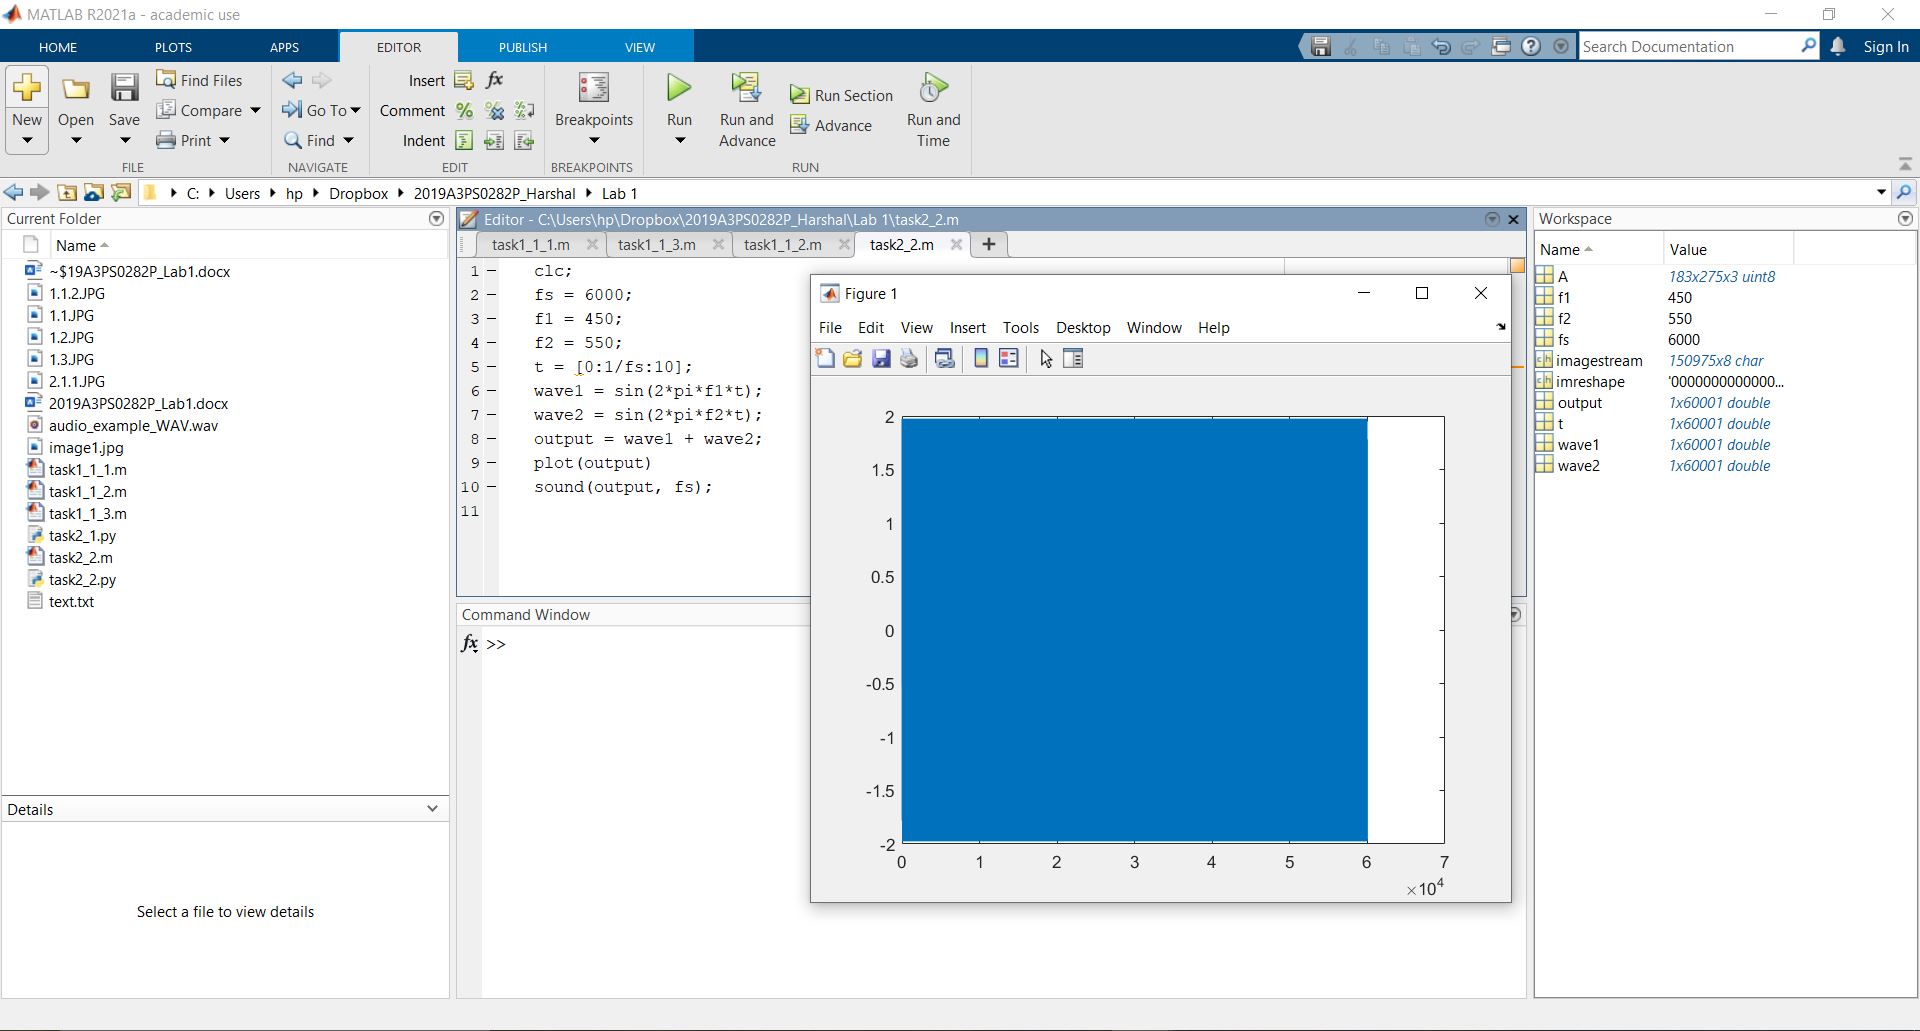 MATLAB R2021a - academic use
HOME PLOTS APPS EDITOR PUBLISH VIEW
Search Documentation
Sign In
New
Open
Save
Find Files
Compare
Print
FILE
Go To
Find
NAVIGATE
Insert fx
Comment
Indent
EDIT
Breakpoints
BREAKPOINTS
Run
Run and Advance
Run Section
Advance
Run and Time
RUN
C: Users hp Dropbox 2019A3PS0282P_Harshal Lab 1
Current Folder
Name
~$19A3PS0282P_Lab1.docx
1.1.2.JPG
1.1.JPG
1.2.JPG
1.3.JPG
2.1.1.JPG
2019A3PS0282P_Lab1.docx
audio_example_WAV.wav
image1.jpg
task1_1_1.m
task1_1_2.m
task1_1_3.m
task2_1.py
task2_2.m
task2_2.py
text.txt
Details
Select a file to view details
Editor - C:\Users\hp\Dropbox\2019A3PS0282P_Harshal\Lab 1\task2_2.m
task1_1_1.m task1_1_3.m task1_1_2.m task2_2.m
1 clc;
2 fs = 6000;
3 f1 = 450;
4 f2 = 550;
5 t = [0:1/fs:10];
6 wave1 = sin(2*pi*f1*t);
7 wave2 = sin(2*pi*f2*t);
8 output = wave1 + wave2;
9 plot(output)
10 sound(output, fs);
11
Command Window
fx >>
Figure 1
File Edit View Insert Tools Desktop Window Help
2
1.5
1
0.5
0
-0.5
-1
-1.5
-2
0 1 2 3 4 5 6 7
×10^4
Workspace
Name Value
A 183x275x3 uint8
f1 450
f2 550
fs 6000
imagestream 150975x8 char
imreshape '0000000000000...
output 1x60001 double
t 1x60001 double
wave1 1x60001 double
wave2 1x60001 double